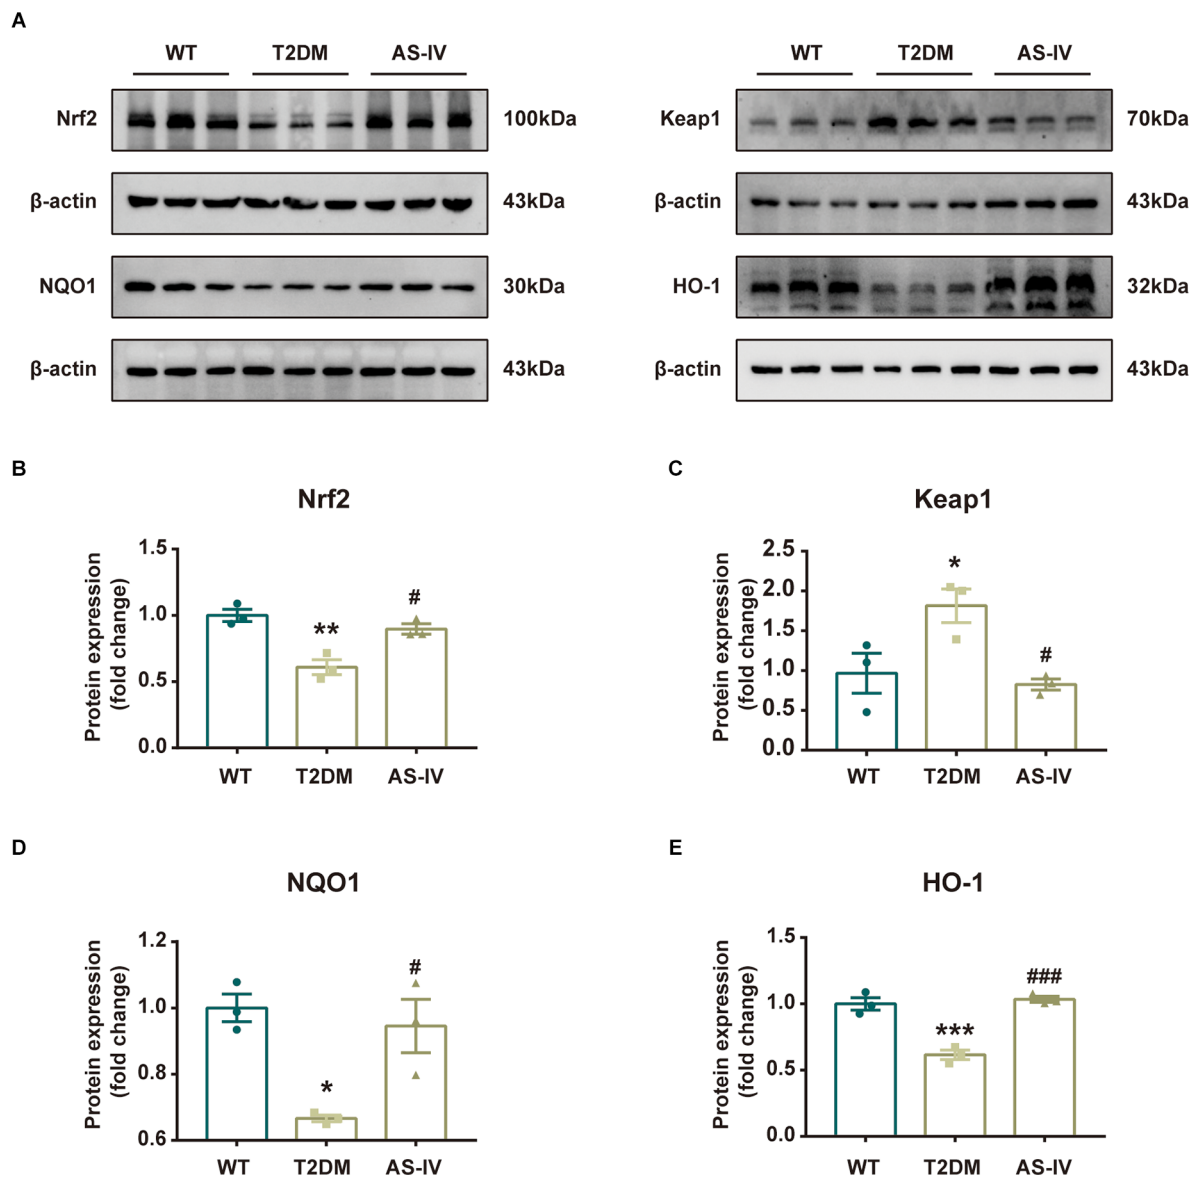 A
WT T2DM AS-IV
WT T2DM AS-IV
Nrf2 100kDa
Keap1 70kDa
β-actin 43kDa
β-actin 43kDa
NQO1 30kDa
HO-1 32kDa
β-actin 43kDa
β-actin 43kDa
B
Nrf2
Protein expression
(fold change)
1.5
1.0
0.5
0.0
**
#
WT T2DM AS-IV
C
Keap1
Protein expression
(fold change)
2.5
2.0
1.5
1.0
0.5
0.0
*
#
WT T2DM AS-IV
D
NQO1
Protein expression
(fold change)
1.2
1.0
0.8
0.6
*
#
WT T2DM AS-IV
E
HO-1
Protein expression
(fold change)
1.5
1.0
0.5
0.0
***
###
WT T2DM AS-IV